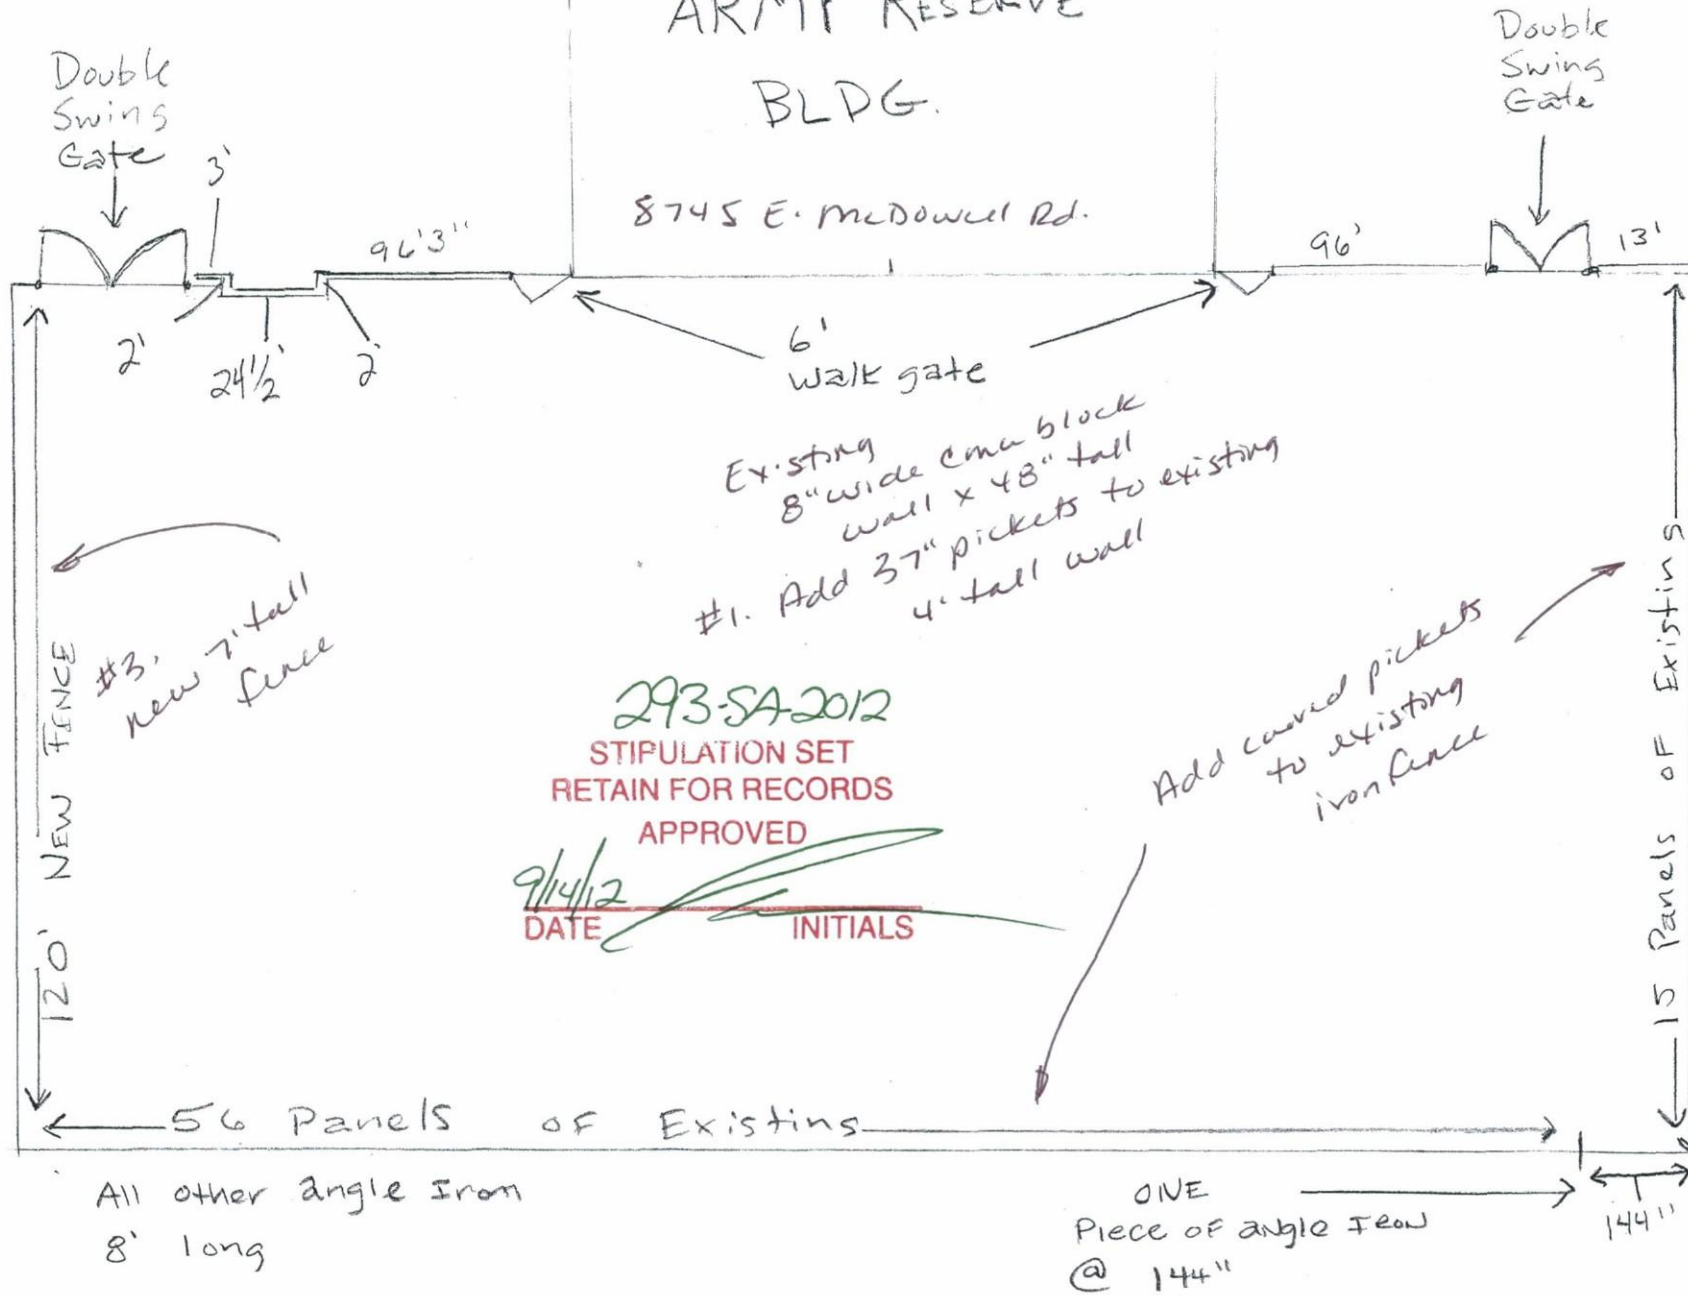 ARMY RESERVE
BLDG.
8745 E. McDowell Rd.
Double
Swing
Gate
Double
Swing
Gate
3'
96'3"
96'
13'
2'
24 1/2'
2'
6'
Walk gate
Existing
8" wide cmu block
wall x 48" tall
#1. Add 37" pickets to existing
4' tall wall
#3.
new 7' tall
fence
120' NEW FENCE
293-SA-2012
STIPULATION SET
RETAIN FOR RECORDS
APPROVED
9/14/12
DATE INITIALS
Add curved pickets
to existing
iron fence
15 Panels OF Existing
56 Panels OF Existing
All other angle Iron
8' long
ONE
Piece OF angle Iron
@ 144"
144"